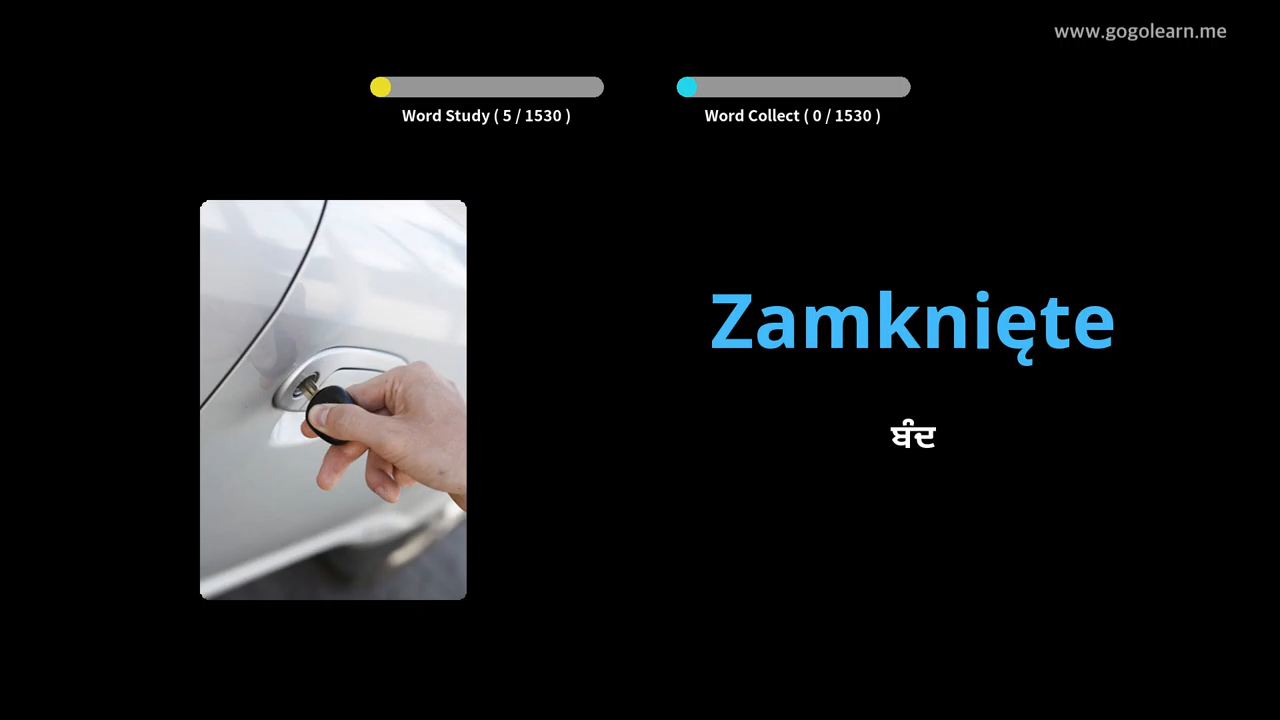 www.gogolearn.me
Word Study ( 5 / 1530 )
Word Collect ( 0 / 1530 )
Zamknięte
ਬੰਦ